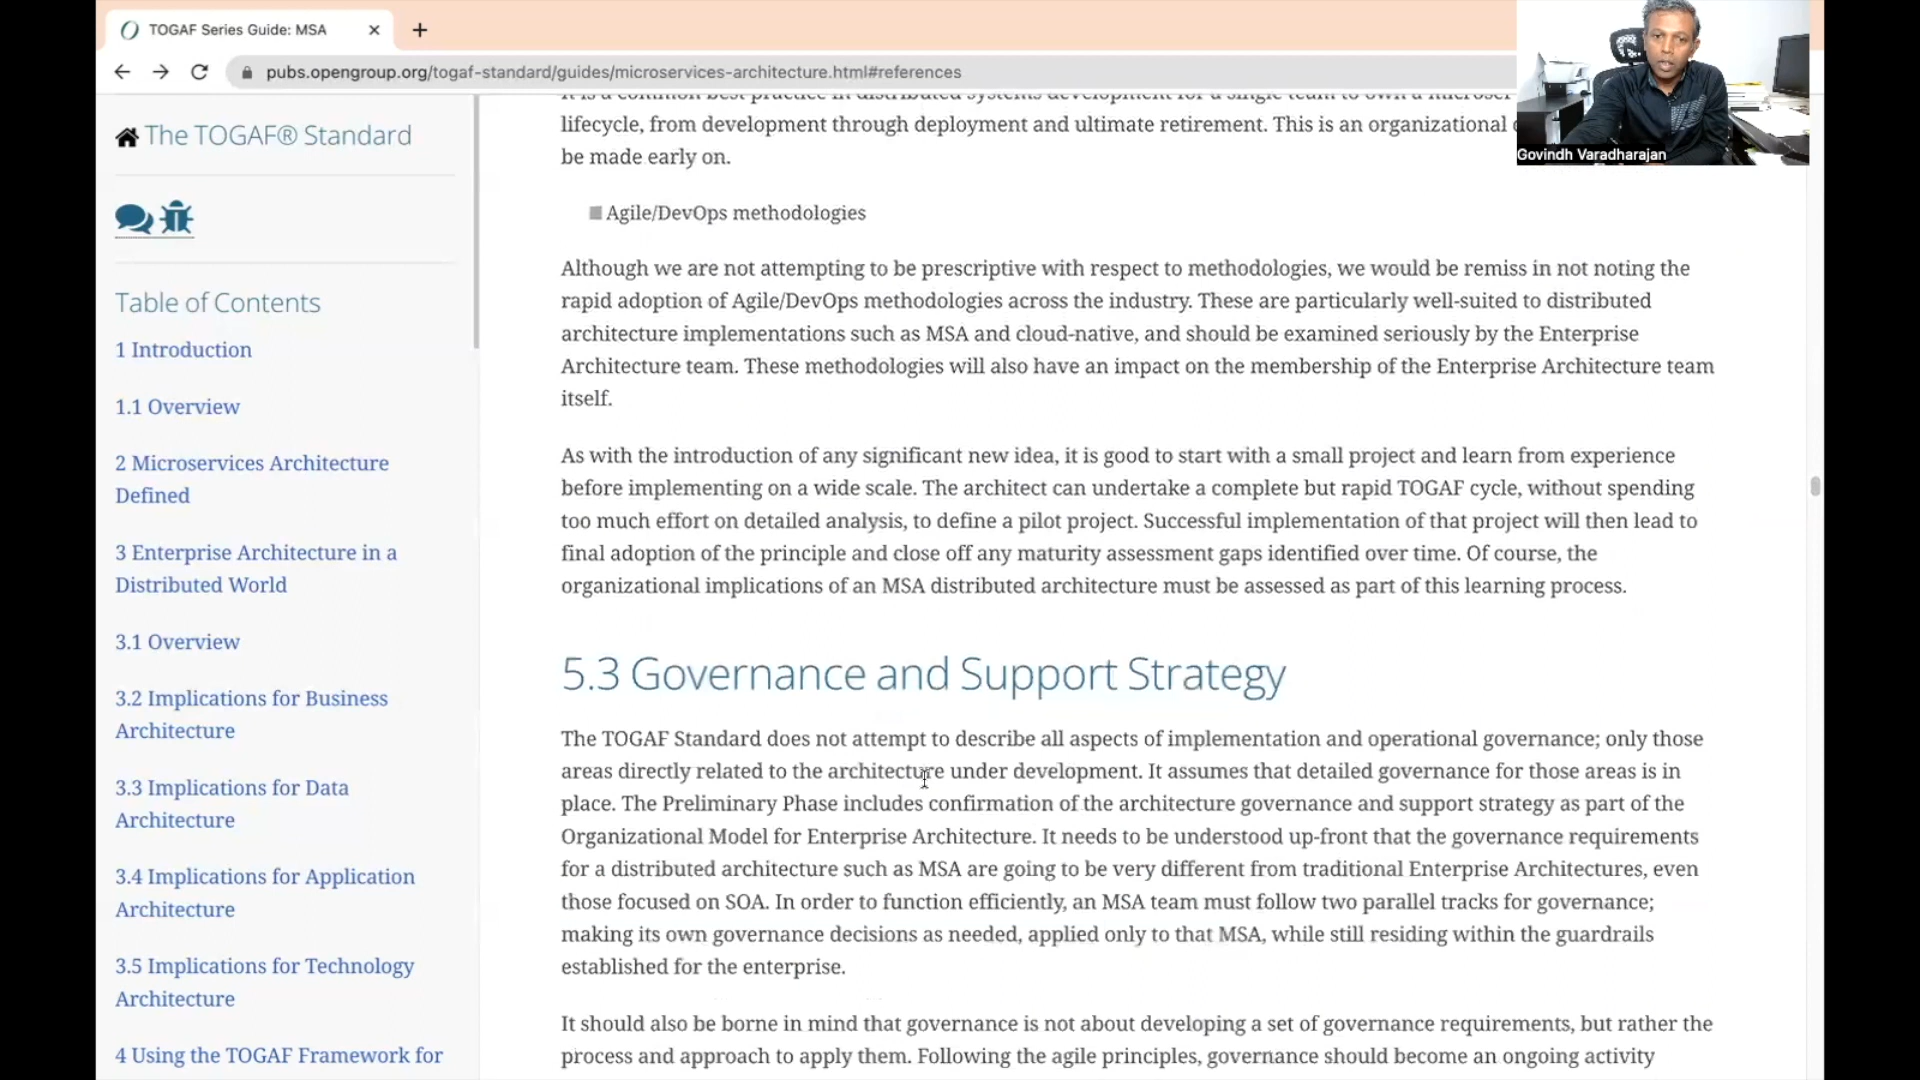 TOGAF Series Guide: MSA
pubs.opengroup.org/togaf-standard/guides/microservices-architecture.html#references
Govindh Varadharajan
The TOGAF® Standard
Table of Contents
1 Introduction
1.1 Overview
2 Microservices Architecture
Defined
3 Enterprise Architecture in a
Distributed World
3.1 Overview
3.2 Implications for Business
Architecture
3.3 Implications for Data
Architecture
3.4 Implications for Application
Architecture
3.5 Implications for Technology
Architecture
4 Using the TOGAF Framework for
It is a common best practice in distributed systems development for a single team to own a microser
lifecycle, from development through deployment and ultimate retirement. This is an organizational
be made early on.
Agile/DevOps methodologies
Although we are not attempting to be prescriptive with respect to methodologies, we would be remiss in not noting the
rapid adoption of Agile/DevOps methodologies across the industry. These are particularly well-suited to distributed
architecture implementations such as MSA and cloud-native, and should be examined seriously by the Enterprise
Architecture team. These methodologies will also have an impact on the membership of the Enterprise Architecture team
itself.
As with the introduction of any significant new idea, it is good to start with a small project and learn from experience
before implementing on a wide scale. The architect can undertake a complete but rapid TOGAF cycle, without spending
too much effort on detailed analysis, to define a pilot project. Successful implementation of that project will then lead to
final adoption of the principle and close off any maturity assessment gaps identified over time. Of course, the
organizational implications of an MSA distributed architecture must be assessed as part of this learning process.
5.3 Governance and Support Strategy
The TOGAF Standard does not attempt to describe all aspects of implementation and operational governance; only those
areas directly related to the architecture under development. It assumes that detailed governance for those areas is in
place. The Preliminary Phase includes confirmation of the architecture governance and support strategy as part of the
Organizational Model for Enterprise Architecture. It needs to be understood up-front that the governance requirements
for a distributed architecture such as MSA are going to be very different from traditional Enterprise Architectures, even
those focused on SOA. In order to function efficiently, an MSA team must follow two parallel tracks for governance;
making its own governance decisions as needed, applied only to that MSA, while still residing within the guardrails
established for the enterprise.
It should also be borne in mind that governance is not about developing a set of governance requirements, but rather the
process and approach to apply them. Following the agile principles, governance should become an ongoing activity